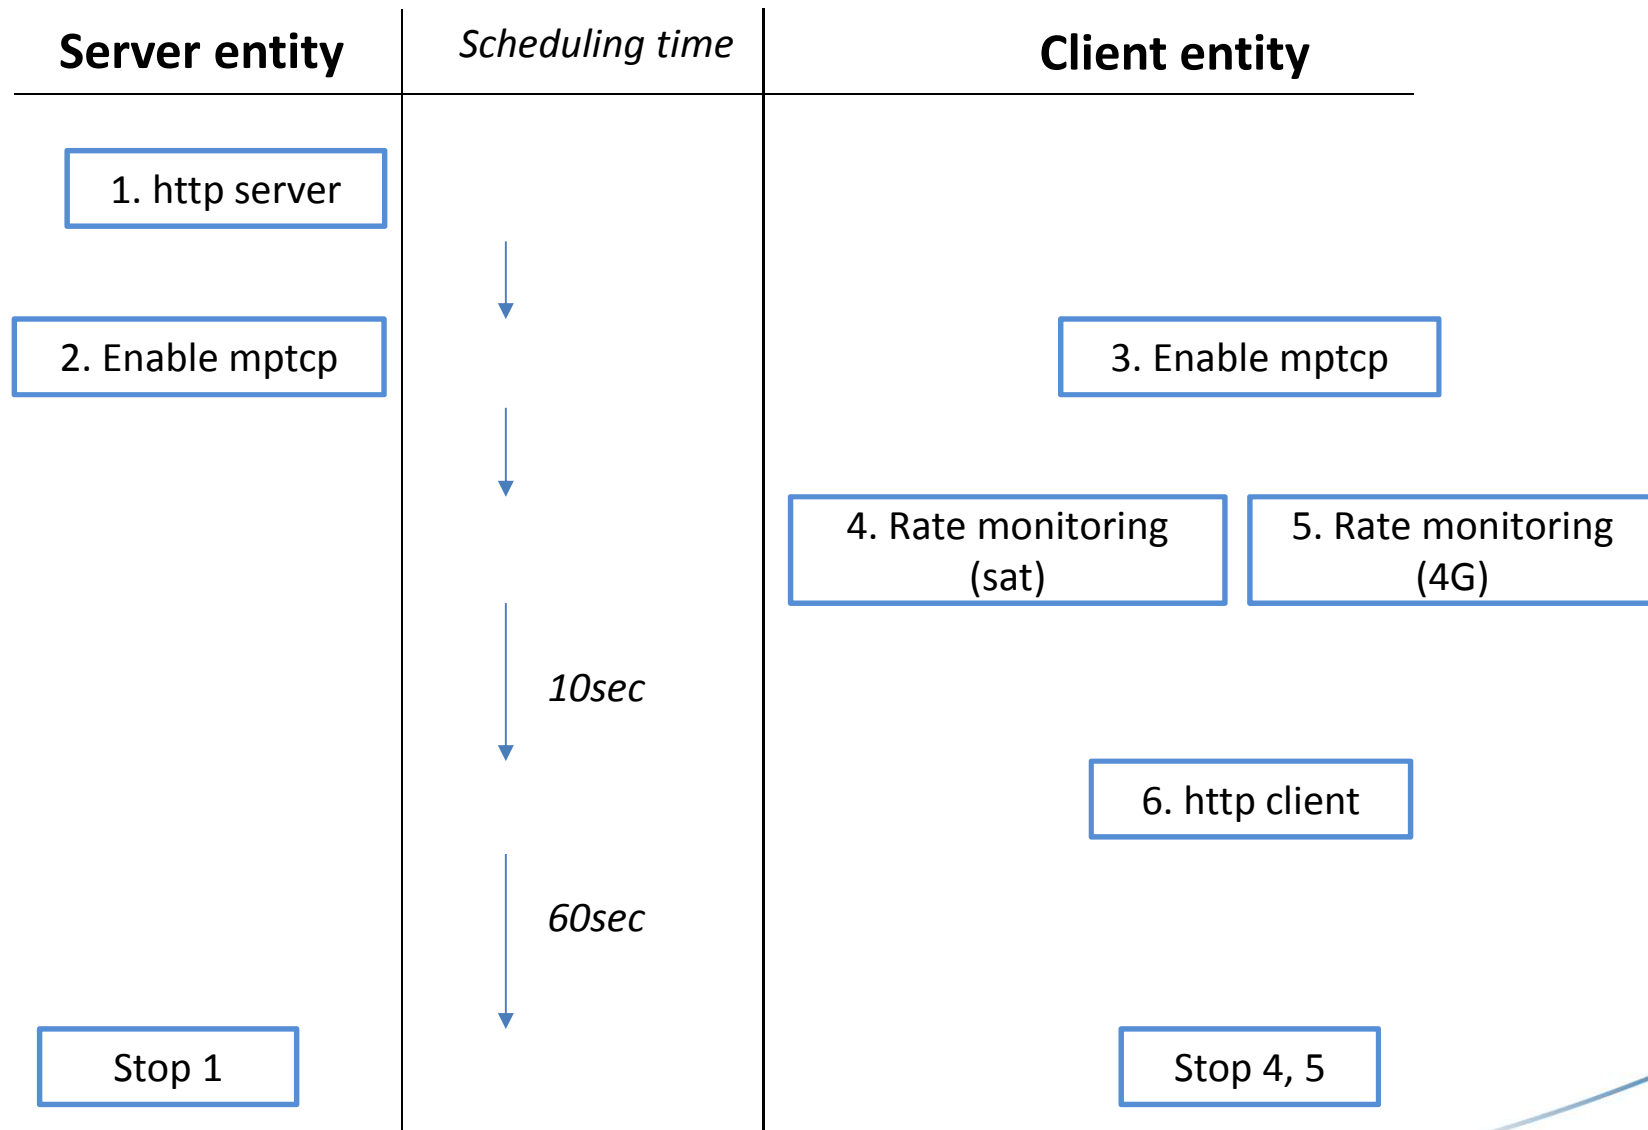 Server entity
Scheduling time
Client entity
1. http server
2. Enable mptcp
3. Enable mptcp
4. Rate monitoring
(sat)
5. Rate monitoring
(4G)
10sec
6. http client
60sec
Stop 1
Stop 4, 5